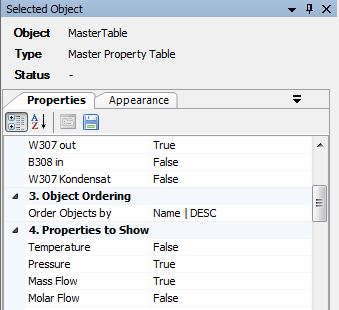 Selected Object
Object MasterTable
Type Master Property Table
Status -
Properties Appearance
W307 out True
B308 in False
W307 Kondensat False
3. Object Ordering
Order Objects by Name | DESC
4. Properties to Show
Temperature False
Pressure True
Mass Flow True
Molar Flow False